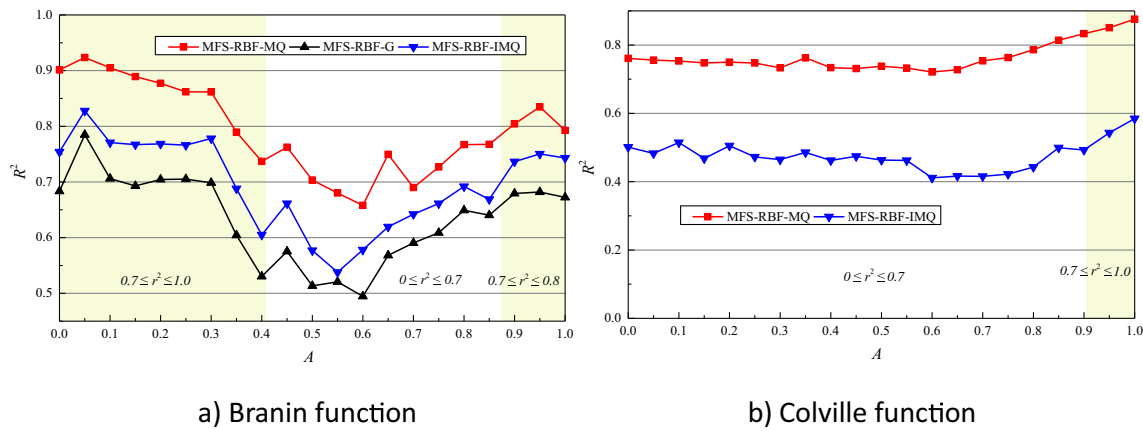 1.0
0.9
0.8
0.7
0.6
0.5
R²
MFS-RBF-MQ MFS-RBF-G MFS-RBF-IMQ
0.7 ≤ r² ≤ 1.0
0 ≤ r² ≤ 0.7
0.7 ≤ r² ≤ 0.8
0.0 0.1 0.2 0.3 0.4 0.5 0.6 0.7 0.8 0.9 1.0
A
a) Branin function
0.8
0.6
0.4
0.2
0.0
R²
MFS-RBF-MQ MFS-RBF-IMQ
0 ≤ r² ≤ 0.7
0.7 ≤ r² ≤ 1.0
0.0 0.1 0.2 0.3 0.4 0.5 0.6 0.7 0.8 0.9 1.0
A
b) Colville function